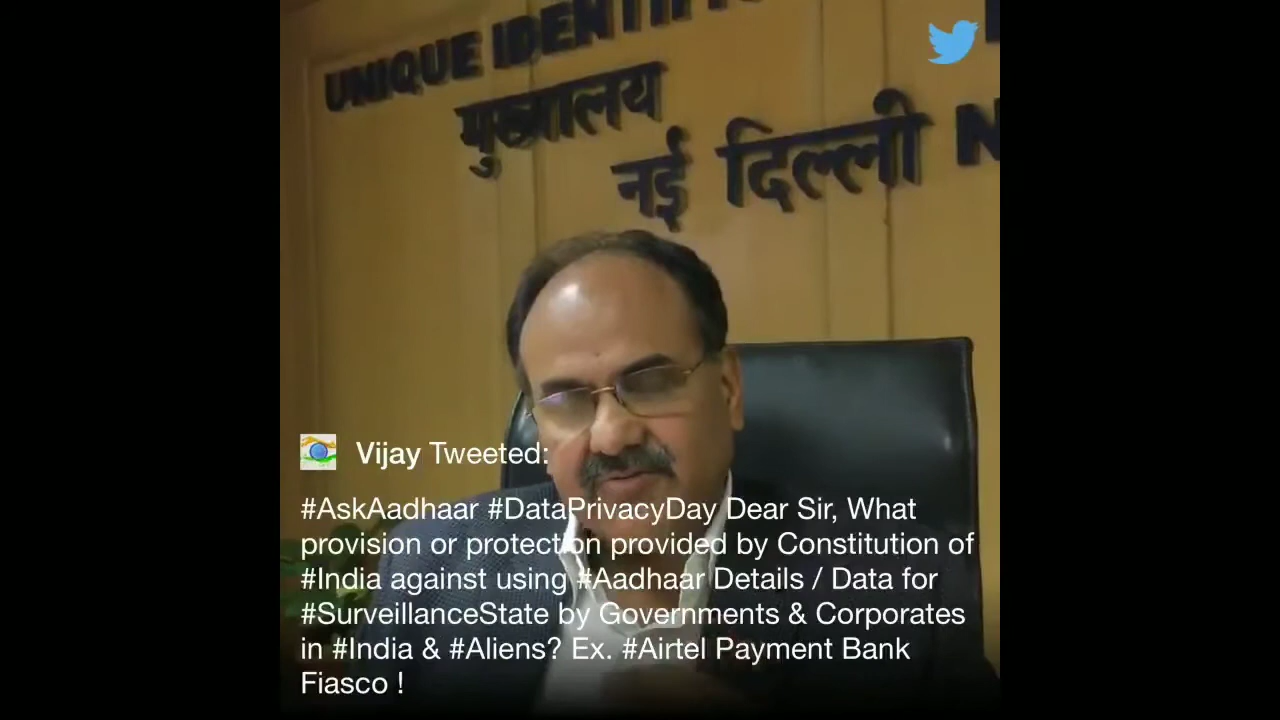 UNIQUE IDENTIF
मुख्यालय
नई दिल्ली N
Vijay Tweeted:
#AskAadhaar #DataPrivacyDay Dear Sir, What
provision or protection provided by Constitution of
#India against using #Aadhaar Details / Data for
#SurveillanceState by Governments & Corporates
in #India & #Aliens? Ex. #Airtel Payment Bank
Fiasco !